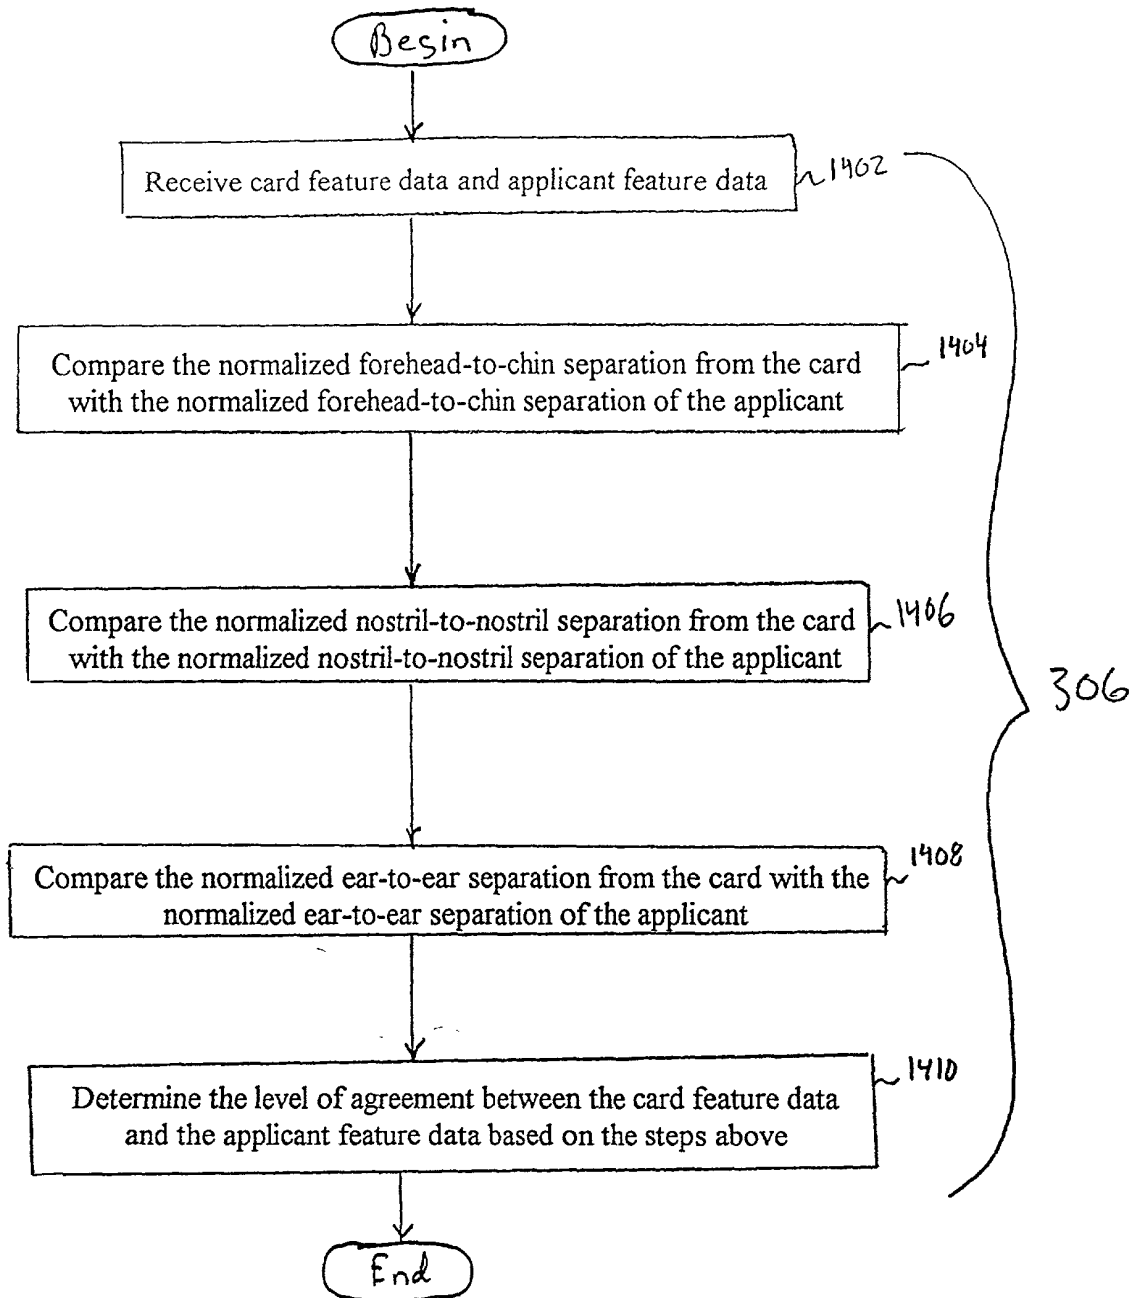 Begin
Receive card feature data and applicant feature data
1402
Compare the normalized forehead-to-chin separation from the card
with the normalized forehead-to-chin separation of the applicant
1404
Compare the normalized nostril-to-nostril separation from the card
with the normalized nostril-to-nostril separation of the applicant
1406
306
Compare the normalized ear-to-ear separation from the card with the
normalized ear-to-ear separation of the applicant
1408
Determine the level of agreement between the card feature data
and the applicant feature data based on the steps above
1410
End